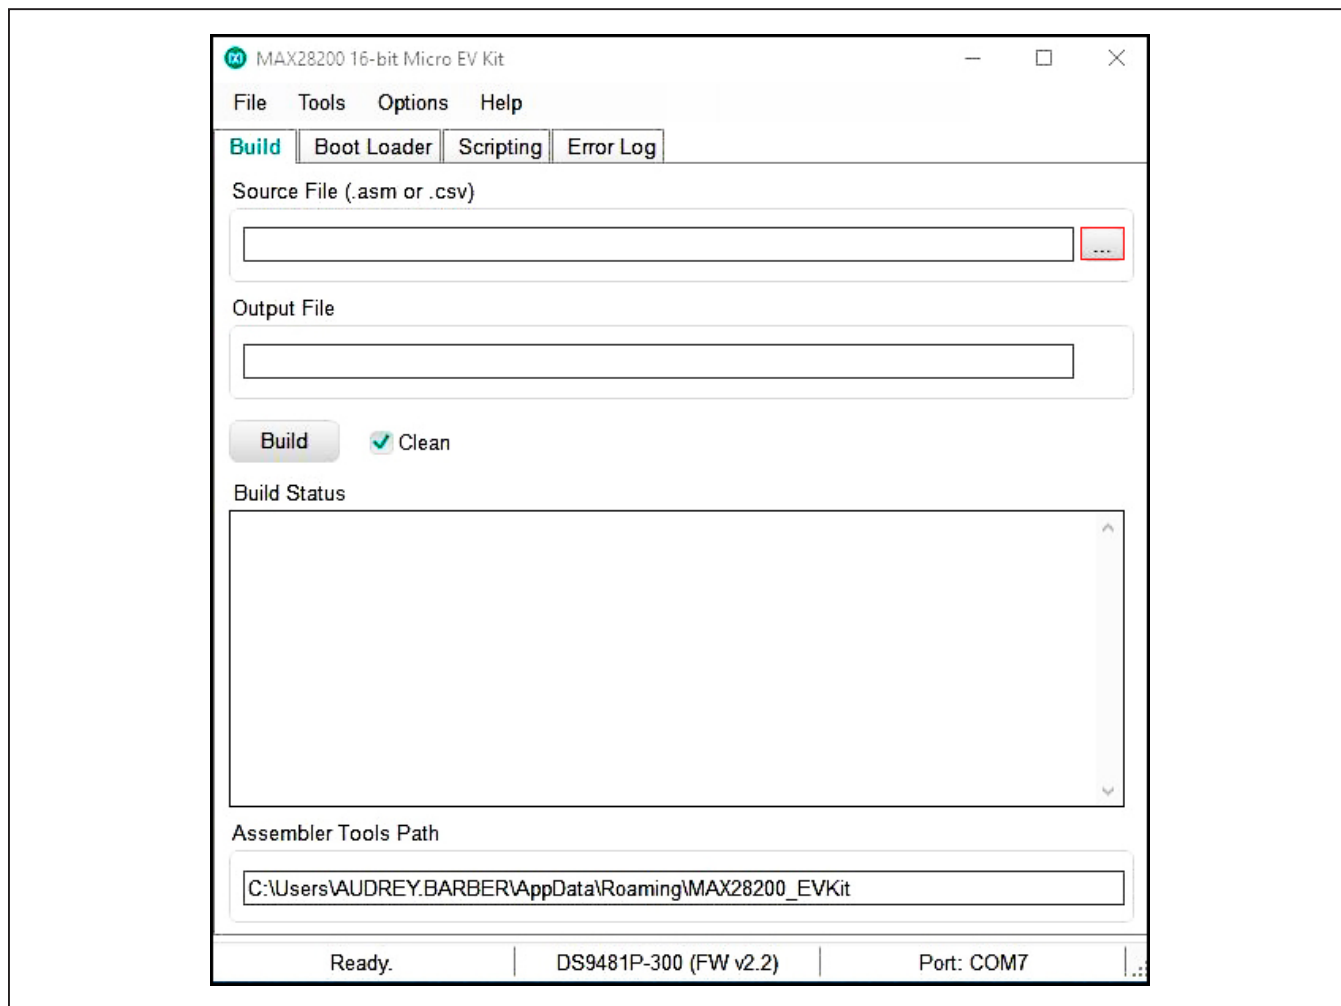 MAX28200 16-bit Micro EV Kit
File Tools Options Help
Build Boot Loader Scripting Error Log
Source File (.asm or .csv)
...
Output File
Build Clean
Build Status
Assembler Tools Path
C:\Users\AUDREY.BARBER\AppData\Roaming\MAX28200_EVKit
Ready. DS9481P-300 (FW v2.2) Port: COM7